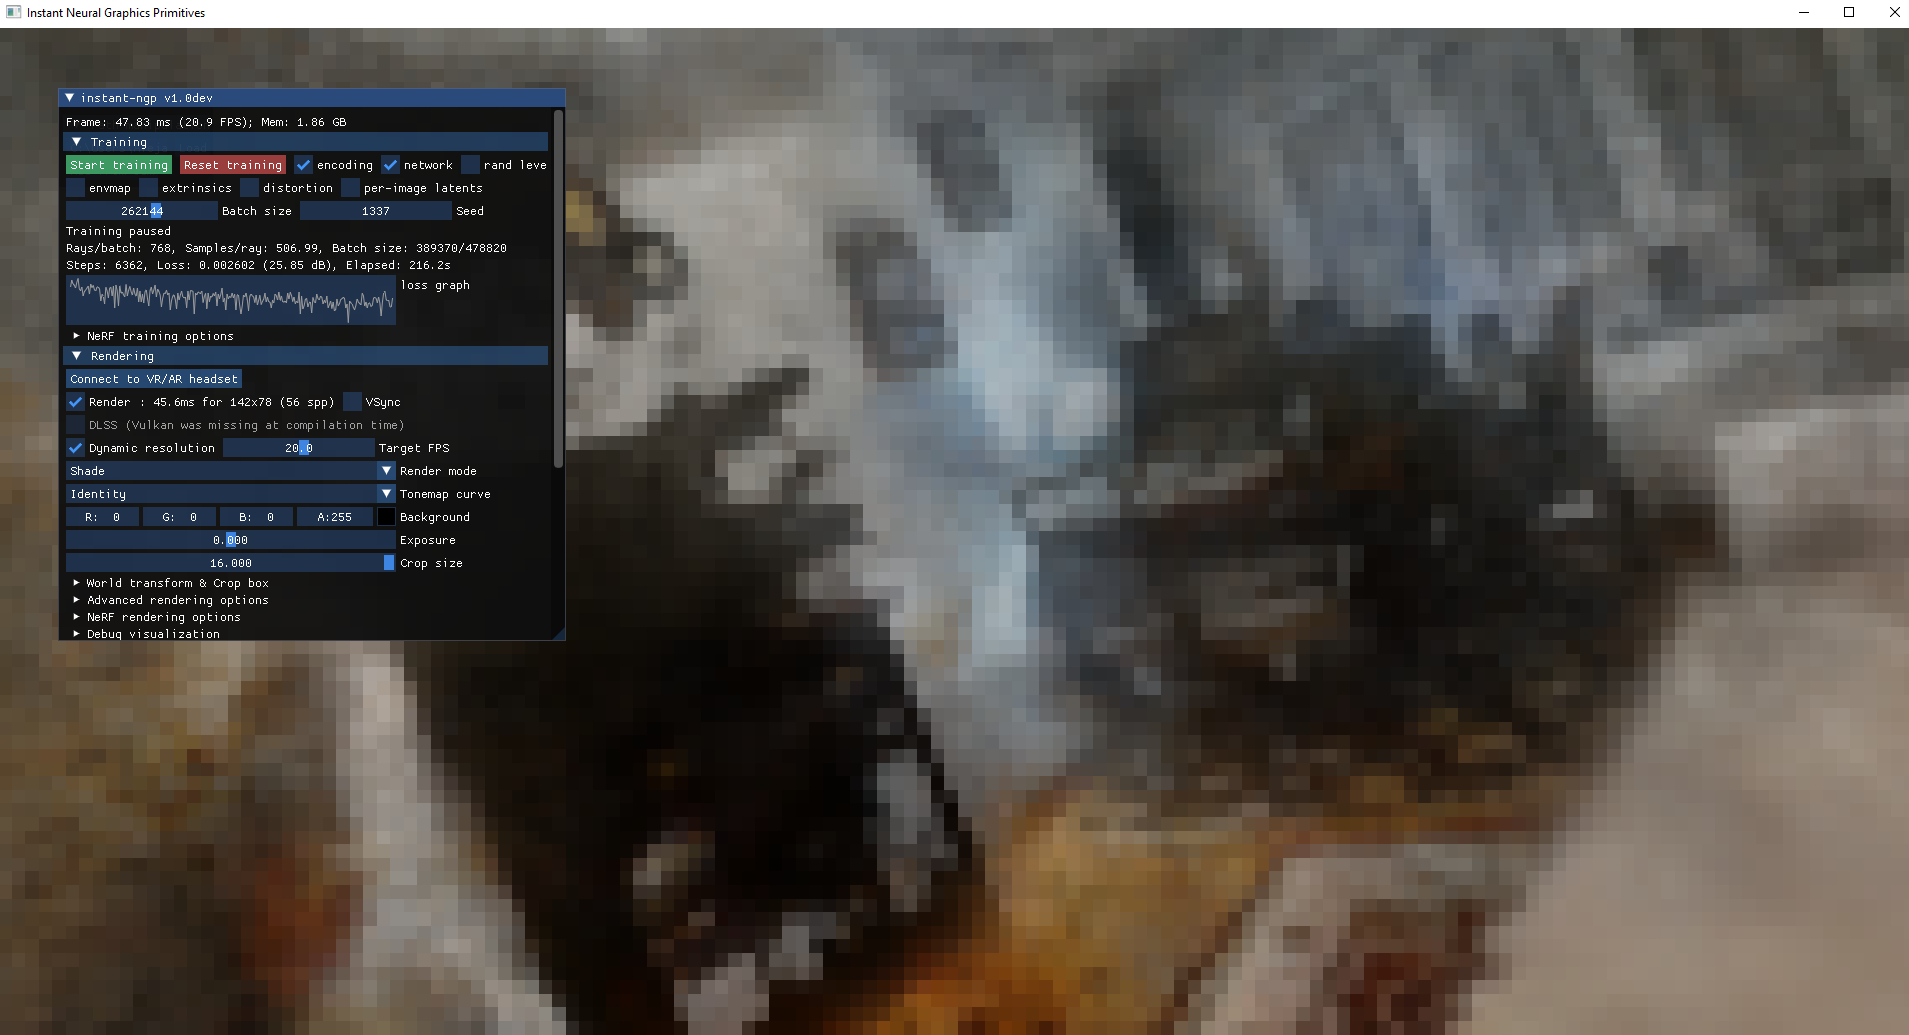 Instant Neural Graphics Primitives
instant-ngp v1.0dev
Frame: 47.83 ms (20.9 FPS); Mem: 1.86 GB
Training
Start training Reset training encoding network rand leve
envmap extrinsics distortion per-image latents
262144 Batch size 1337 Seed
Training paused
Rays/batch: 768, Samples/ray: 506.99, Batch size: 389370/478820
Steps: 6362, Loss: 0.002602 (25.85 dB), Elapsed: 216.2s
loss graph
NeRF training options
Rendering
Connect to VR/AR headset
Render : 45.6ms for 142x78 (56 spp) VSync
DLSS (Vulkan was missing at compilation time)
Dynamic resolution 20.0 Target FPS
Shade Render mode
Identity Tonemap curve
R: 0 G: 0 B: 0 A:255 Background
0.000 Exposure
16.000 Crop size
World transform & Crop box
Advanced rendering options
NeRF rendering options
Debug visualization